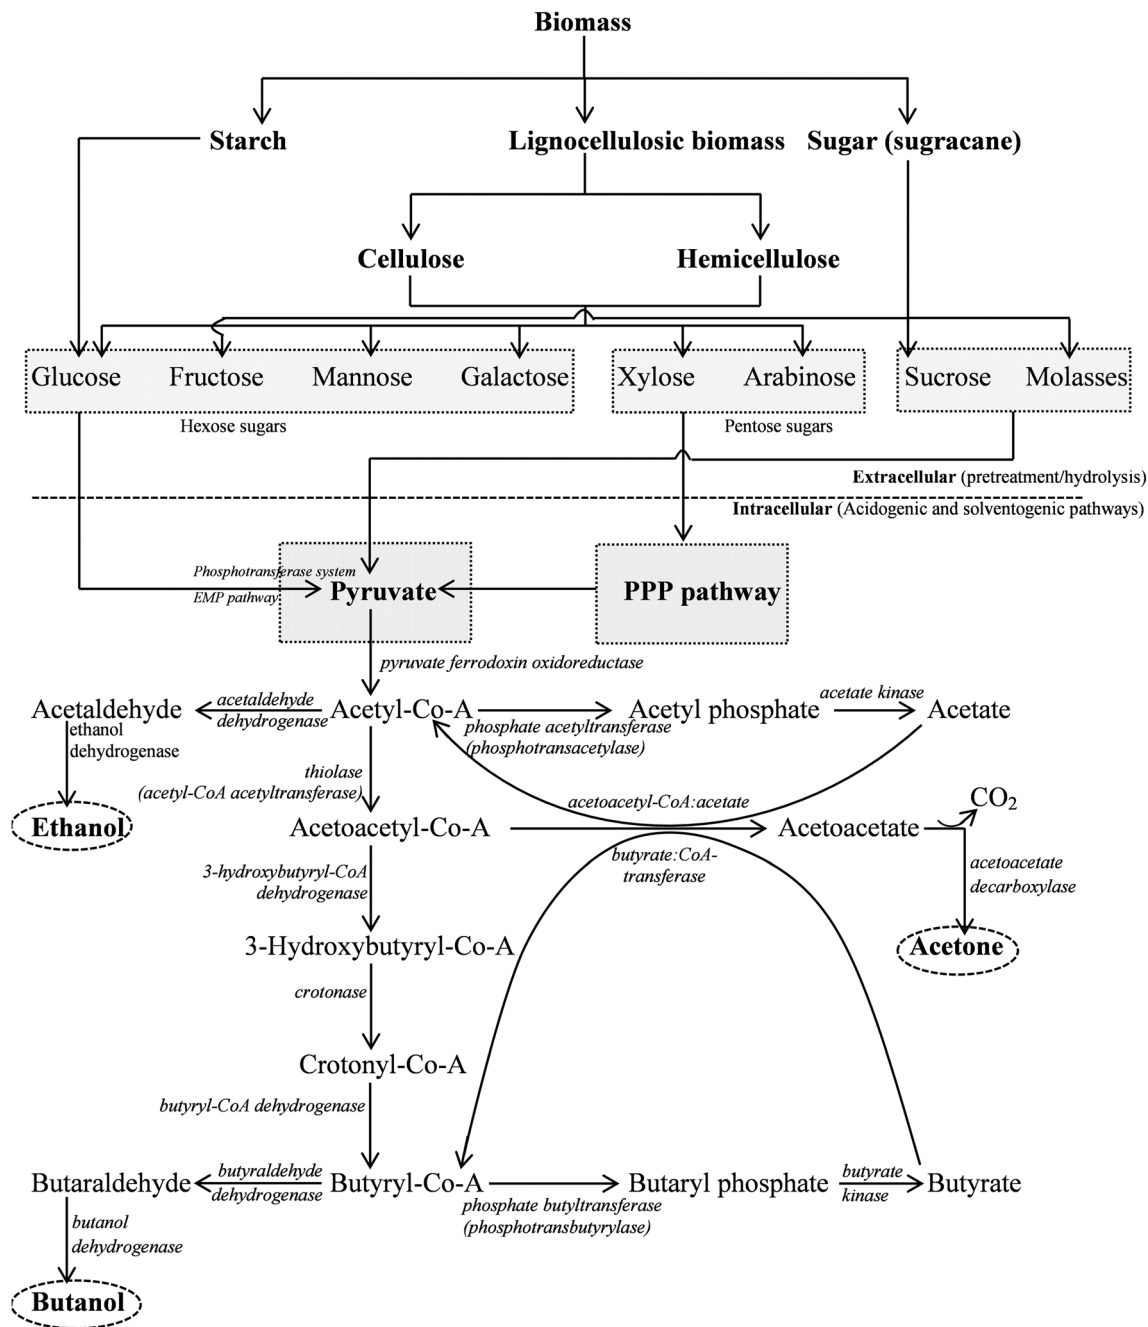 Biomass
Starch
Lignocellulosic biomass
Sugar (sugracane)
Cellulose
Hemicellulose
Glucose
Fructose
Mannose
Galactose
Xylose
Arabinose
Sucrose
Molasses
Hexose sugars
Pentose sugars
Extracellular (pretreatment/hydrolysis)
Intracellular (Acidogenic and solventogenic pathways)
Phosphotransferase system
EMP pathway
Pyruvate
PPP pathway
pyruvate ferrodoxin oxidoreductase
Acetaldehyde
acetaldehyde
dehydrogenase
Acetyl-Co-A
phosphate acetyltransferase
(phosphotransacetylase)
Acetyl phosphate
acetate kinase
Acetate
ethanol
dehydrogenase
Ethanol
thiolase
(acetyl-CoA acetyltransferase)
acetoacetyl-CoA:acetate
CO2
Acetoacetyl-Co-A
butyrate:CoA-
transferase
Acetoacetate
acetoacetate
decarboxylase
Acetone
3-hydroxybutyryl-CoA
dehydrogenase
3-Hydroxybutyryl-Co-A
crotonase
Crotonyl-Co-A
butyryl-CoA dehydrogenase
Butaraldehyde
butyraldehyde
dehydrogenase
Butyryl-Co-A
phosphate butyltransferase
(phosphotransbutyrylase)
Butaryl phosphate
butyrate
kinase
Butyrate
butanol
dehydrogenase
Butanol